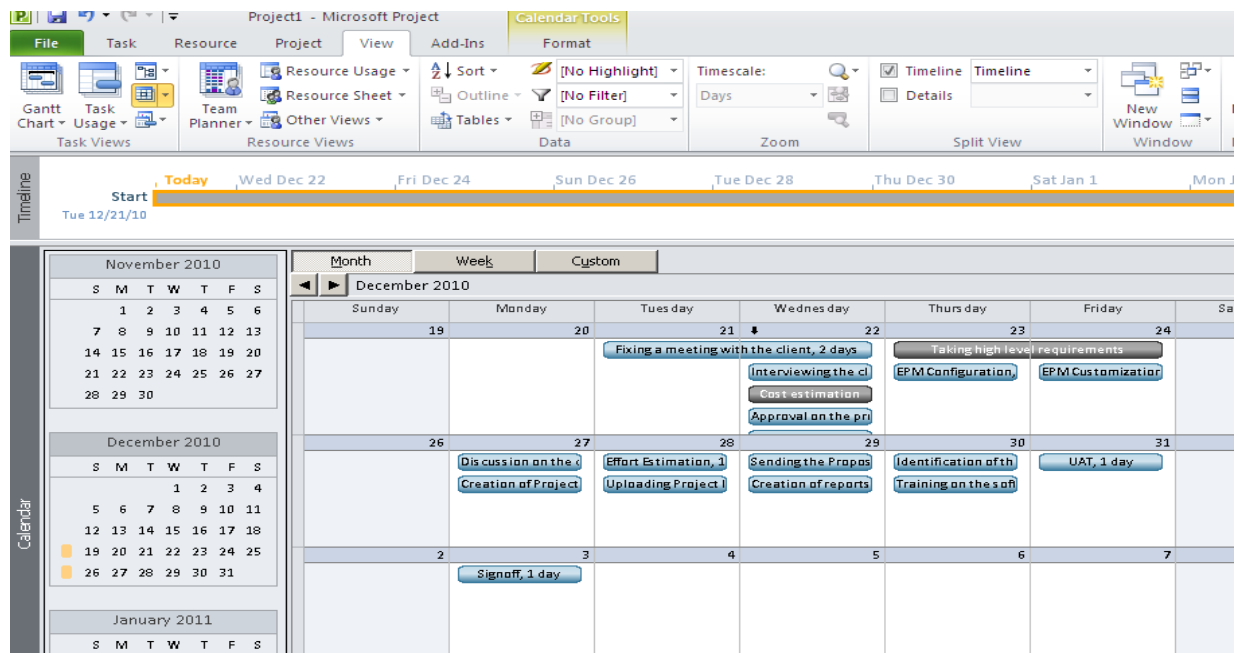 Project1 - Microsoft Project
Calendar Tools
File Task Resource Project View Add-Ins Format
Resource Usage Sort [No Highlight] Timescale: Timeline Timeline
Resource Sheet Outline [No Filter] Days Details
Gantt Chart Task Usage Team Planner Other Views Tables [No Group] New Window
Task Views Resource Views Data Zoom Split View Window
Timeline
Today Wed Dec 22 Fri Dec 24 Sun Dec 26 Tue Dec 28 Thu Dec 30 Sat Jan 1 Mon J
Start
Tue 12/21/10
Calendar
November 2010
S M T W T F S
1 2 3 4 5 6
7 8 9 10 11 12 13
14 15 16 17 18 19 20
21 22 23 24 25 26 27
28 29 30
December 2010
S M T W T F S
1 2 3 4
5 6 7 8 9 10 11
12 13 14 15 16 17 18
19 20 21 22 23 24 25
26 27 28 29 30 31
January 2011
S M T W T F S
Month Week Custom
December 2010
Sunday Monday Tuesday Wednesday Thursday Friday Sa
19 20 21 22 23 24
Fixing a meeting with the client, 2 days Taking high level requirements
Interviewing the cl EPM Configuration, EPM Customization
Cost estimation
Approval on the pri
26 27 28 29 30 31
Discussion on the c Effort Estimation, 1 Sending the Propos Identification of th UAT, 1 day
Creation of Project Uploading Project Creation of reports Training on the soft
2 3 4 5 6 7
Signoff, 1 day